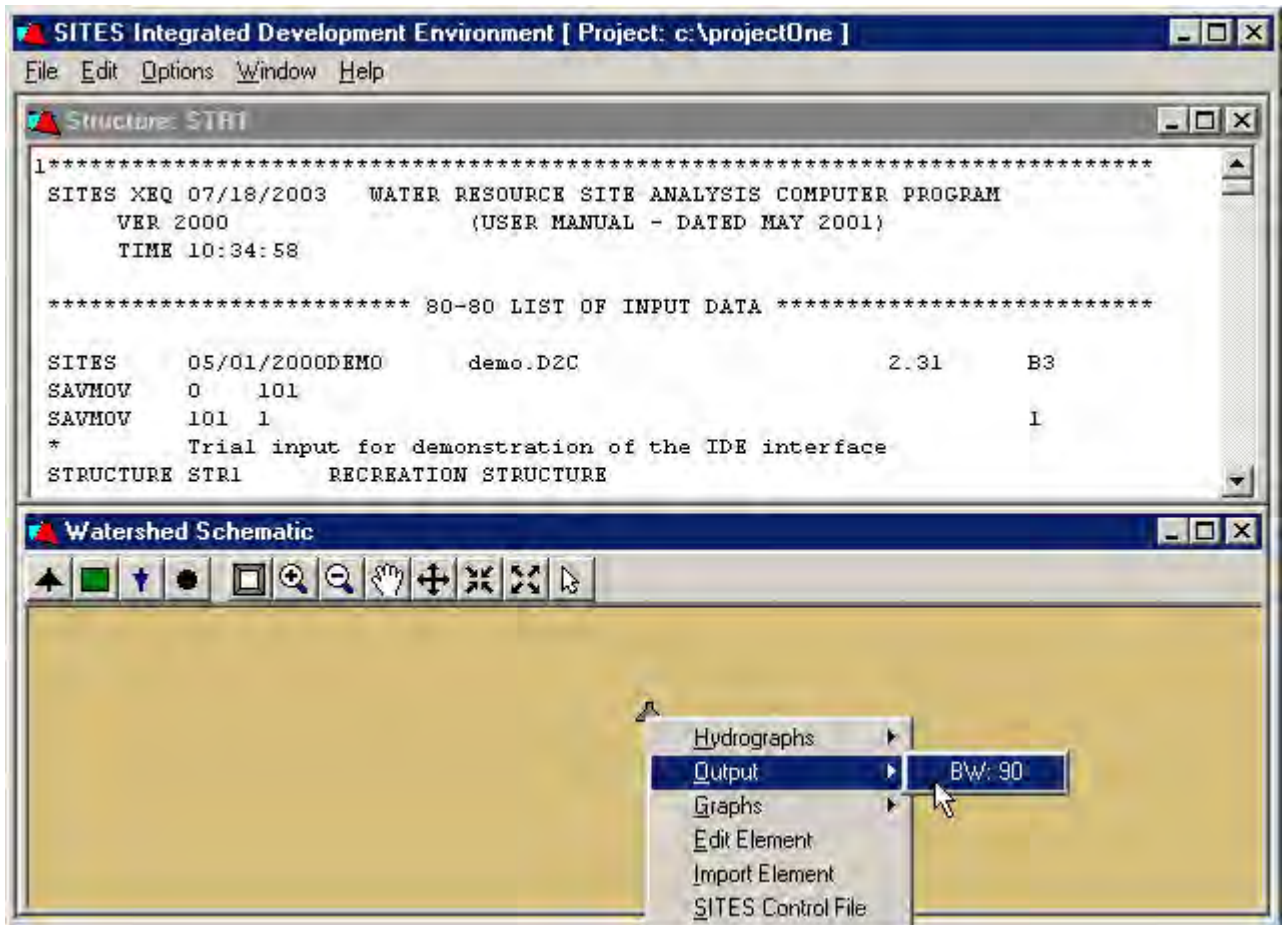 SITES Integrated Development Environment [ Project: c:\projectOne ]
File Edit Options Window Help
Structure: STR1
1*******************************************************************************
SITES XEQ 07/18/2003 WATER RESOURCE SITE ANALYSIS COMPUTER PROGRAM
VER 2000 (USER MANUAL - DATED MAY 2001)
TIME 10:34:58
************************** 80-80 LIST OF INPUT DATA ***************************
SITES 05/01/2000DEMO demo.D2C 2.31 B3
SAVMOV 0 101
SAVMOV 101 1 I
* Trial input for demonstration of the IDE interface
STRUCTURE STR1 RECREATION STRUCTURE
Watershed Schematic
Hydrographs
Output BW: 90
Graphs
Edit Element
Import Element
SITES Control File